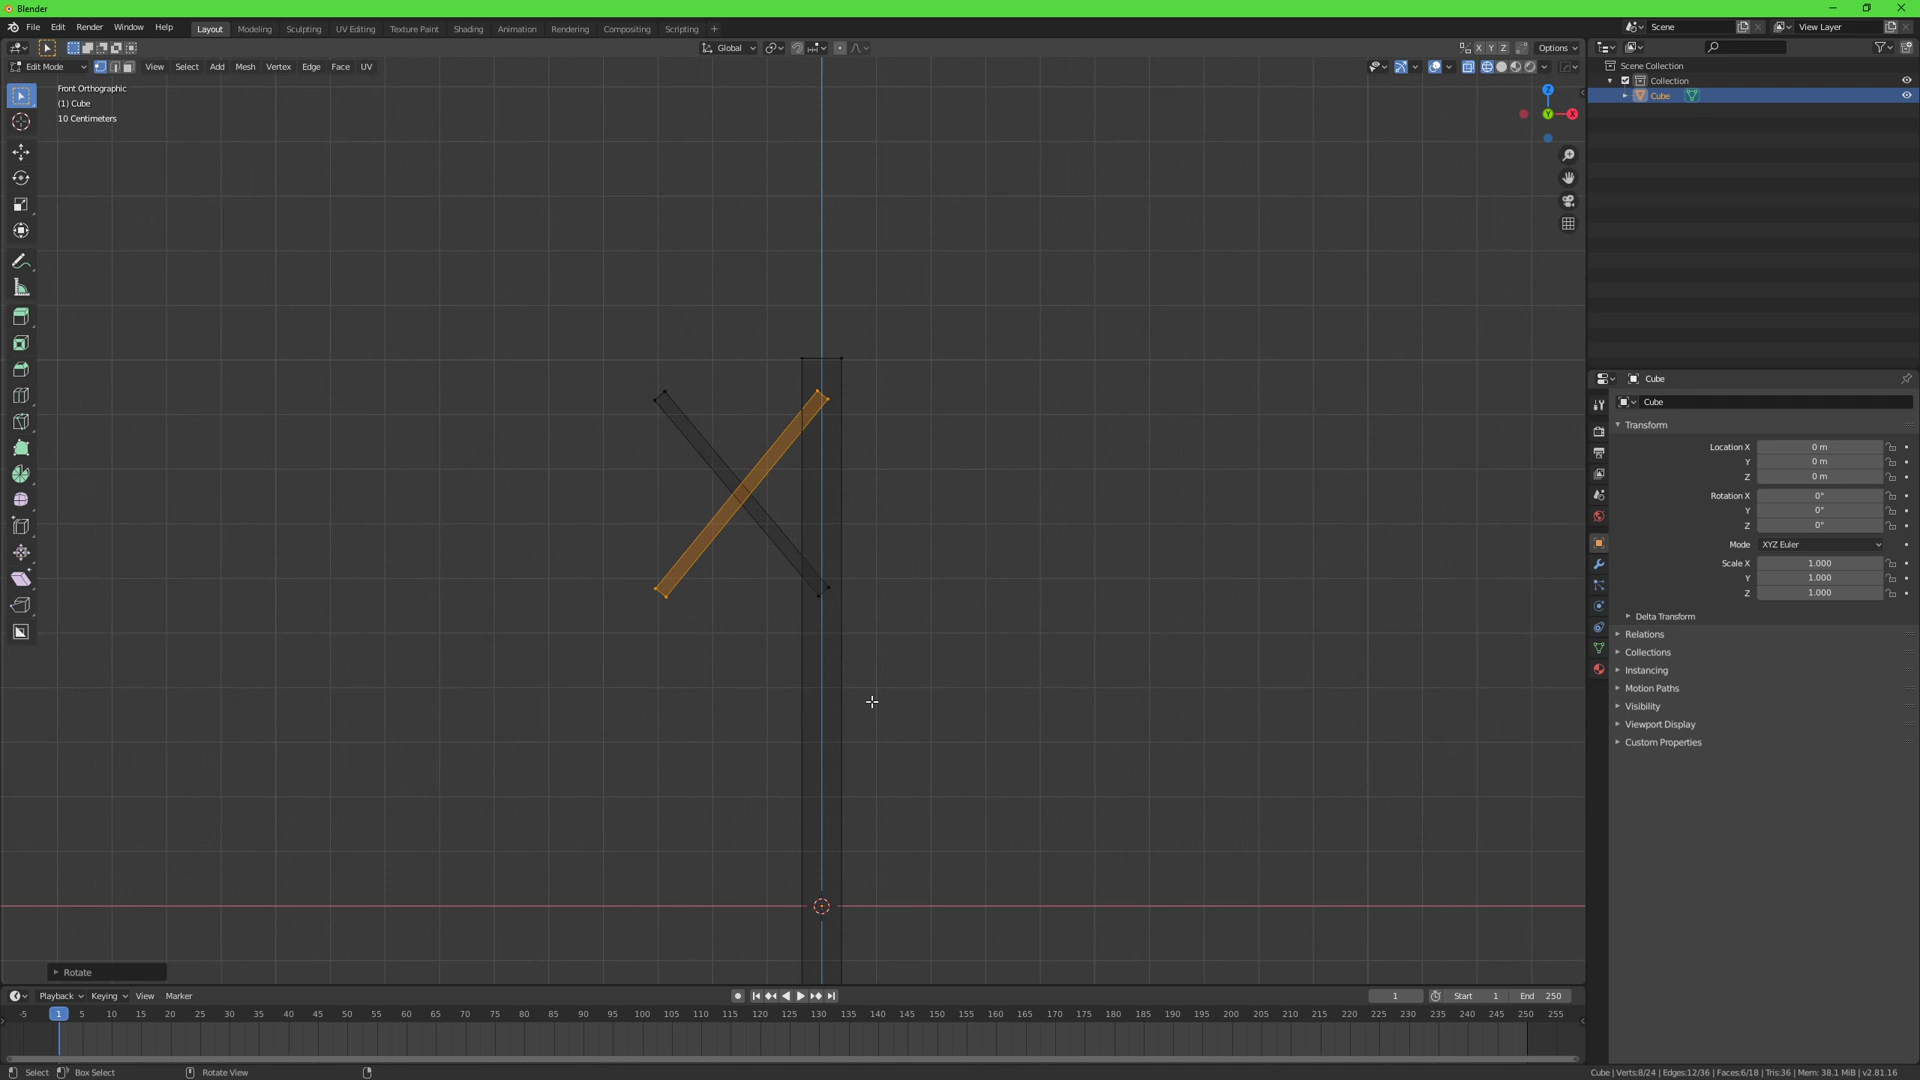 Blender
File Edit Render Window Help Layout Modeling Sculpting UV Editing Texture Paint Shading Animation Rendering Compositing Scripting + Scene View Layer
Global X Y Z Options
Edit Mode View Select Add Mesh Vertex Edge Face UV
Front Orthographic
(1) Cube
10 Centimeters
Z
Y
X
Scene Collection
Collection
Cube
Cube
Cube
Transform
Location X 0 m
Y 0 m
Z 0 m
Rotation X 0°
Y 0°
Z 0°
Mode XYZ Euler
Scale X 1.000
Y 1.000
Z 1.000
Delta Transform
Relations
Collections
Instancing
Motion Paths
Visibility
Viewport Display
Custom Properties
Rotate
Playback Keying View Marker 1 Start 1 End 250
-5 1 5 10 15 20 25 30 35 40 45 50 55 60 65 70 75 80 85 90 95 100 105 110 115 120 125 130 135 140 145 150 155 160 165 170 175 180 185 190 195 200 205 210 215 220 225 230 235 240 245 250 255
Select Box Select Rotate View Cube | Verts:8/24 | Edges:12/36 | Faces:6/18 | Tris:36 | Mem: 38.1 MiB | v2.81.16